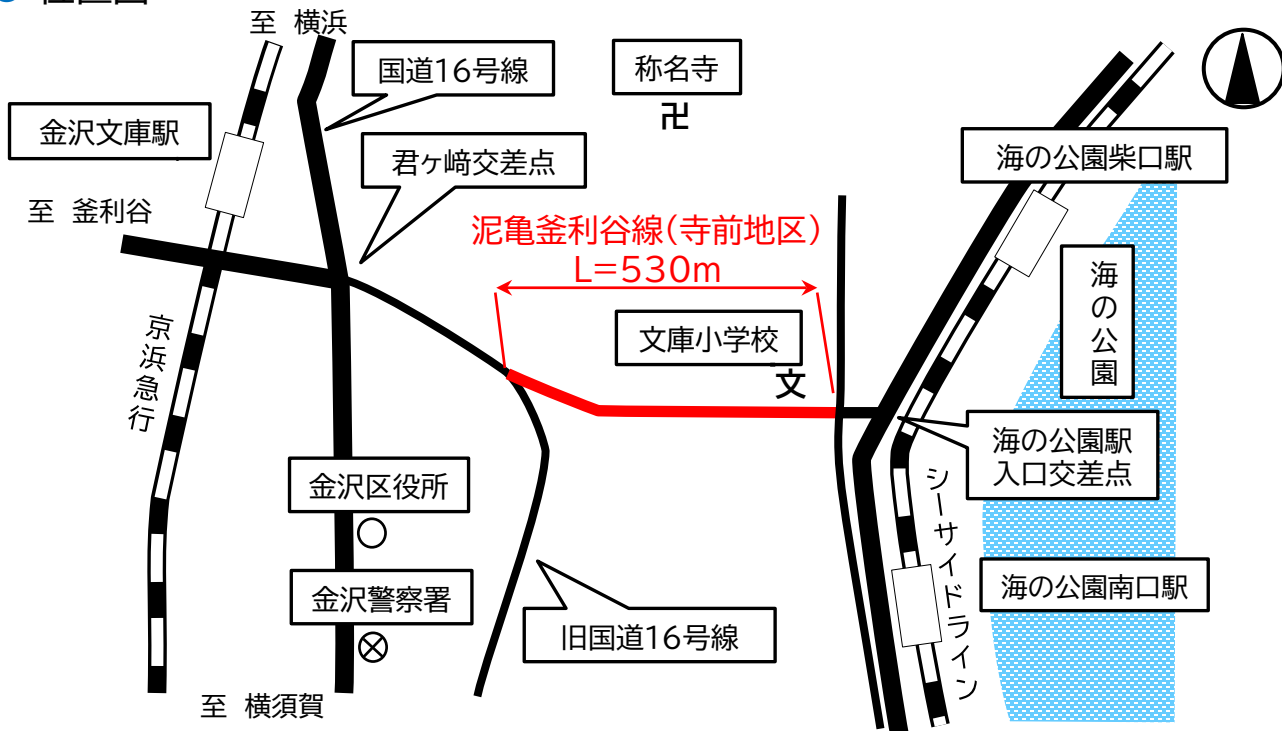 至 横浜
国道16号線
称名寺
卍
金沢文庫駅
君ヶ﨑交差点
海の公園柴口駅
至 釜利谷
泥亀釜利谷線(寺前地区)
L=530m
海の公園
京浜急行
文庫小学校
文
海の公園駅
入口交差点
金沢区役所
シーサイドライン
金沢警察署
海の公園南口駅
旧国道16号線
至 横須賀